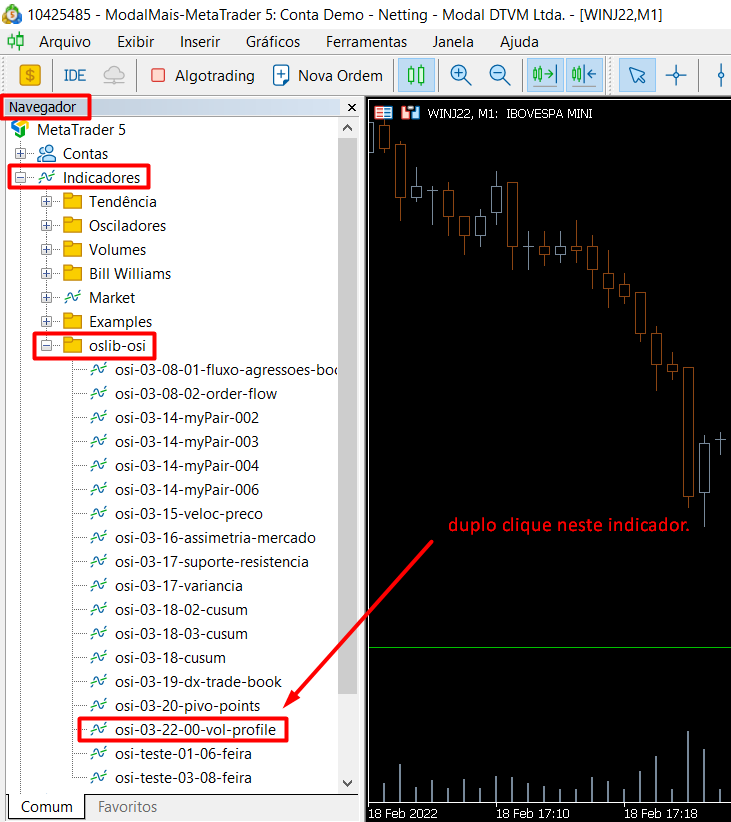 10425485 - ModalMais-MetaTrader 5: Conta Demo - Netting - Modal DTVM Ltda. - [WINJ22,M1]
Arquivo Exibir Inserir Gráficos Ferramentas Janela Ajuda
$ IDE Algotrading Nova Ordem
Navegador
MetaTrader 5
Contas
Indicadores
Tendência
Osciladores
Volumes
Bill Williams
Market
Examples
oslib-osi
osi-03-08-01-fluxo-agressoes-boo
osi-03-08-02-order-flow
osi-03-14-myPair-002
osi-03-14-myPair-003
osi-03-14-myPair-004
osi-03-14-myPair-006
osi-03-15-veloc-preco
osi-03-16-assimetria-mercado
osi-03-17-suporte-resistencia
osi-03-17-variancia
osi-03-18-02-cusum
osi-03-18-03-cusum
osi-03-18-cusum
osi-03-19-dx-trade-book
osi-03-20-pivo-points
osi-03-22-00-vol-profile
osi-teste-01-06-feira
osi-teste-03-08-feira
Comum Favoritos
WINJ22, M1: IBOVESPA MINI
duplo clique neste indicador.
18 Feb 2022 18 Feb 17:10 18 Feb 17:18